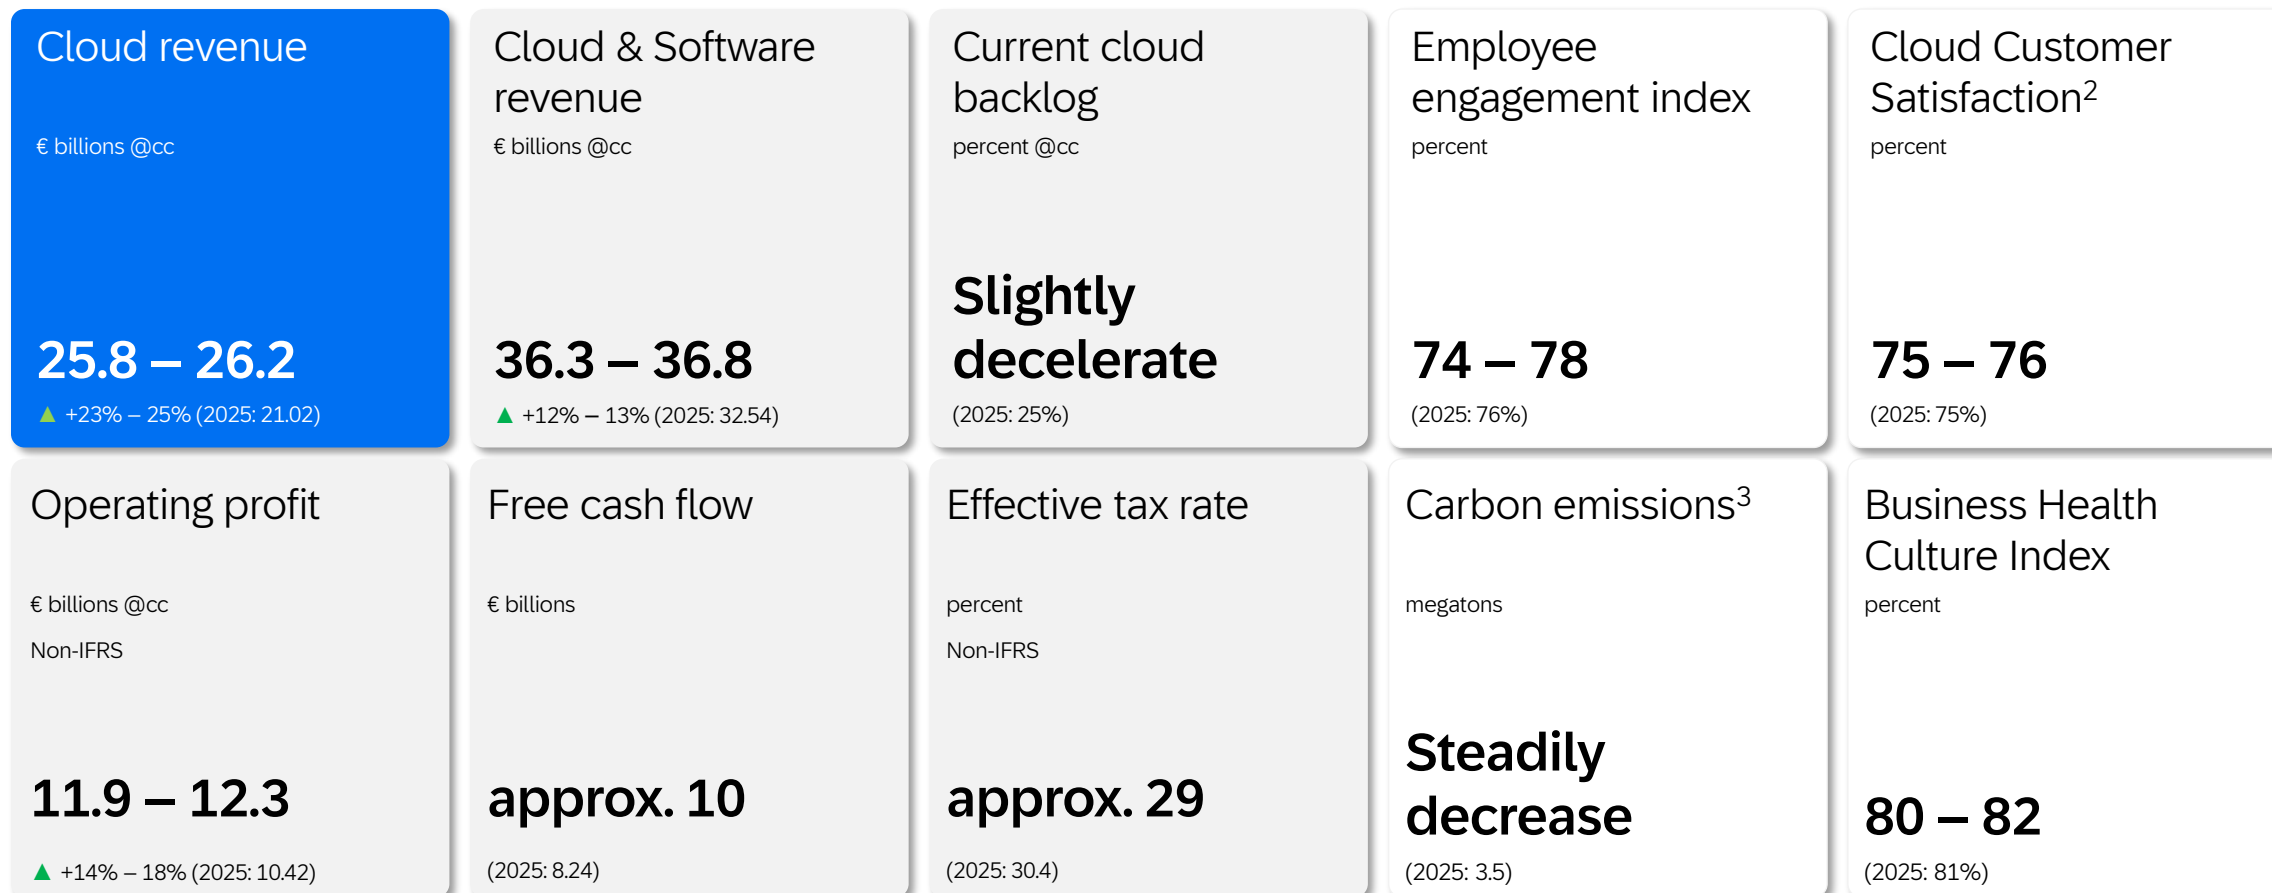 Cloud revenue
€ billions @cc
25.8 – 26.2
▲ +23% – 25% (2025: 21.02)
Cloud & Software
revenue
€ billions @cc
36.3 – 36.8
▲ +12% – 13% (2025: 32.54)
Current cloud
backlog
percent @cc
Slightly
decelerate
(2025: 25%)
Employee
engagement index
percent
74 – 78
(2025: 76%)
Cloud Customer
Satisfaction²
percent
75 – 76
(2025: 75%)
Operating profit
€ billions @cc
Non-IFRS
11.9 – 12.3
▲ +14% – 18% (2025: 10.42)
Free cash flow
€ billions
approx. 10
(2025: 8.24)
Effective tax rate
percent
Non-IFRS
approx. 29
(2025: 30.4)
Carbon emissions³
megatons
Steadily
decrease
(2025: 3.5)
Business Health
Culture Index
percent
80 – 82
(2025: 81%)